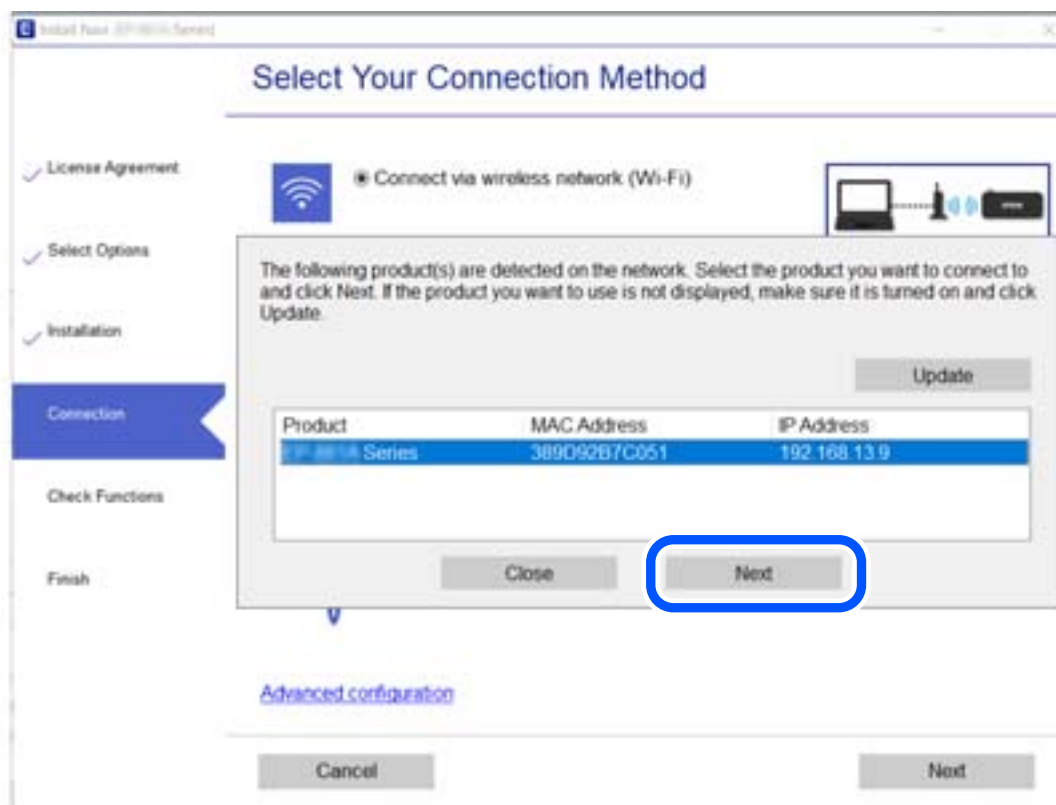 Install Navi
Series]
Select Your Connection Method
License Agreement
Connect via wireless network (Wi-Fi)
Select Options
The following product(s) are detected on the network. Select the product you want to connect to
and click Next. If the product you want to use is not displayed, make sure it is turned on and click
Update.
Installation
Update
Connection
Product MAC Address IP Address
Series 389D92B7C051 192.168.13.9
Check Functions
Close Next
Finish
Advanced configuration
Cancel Next